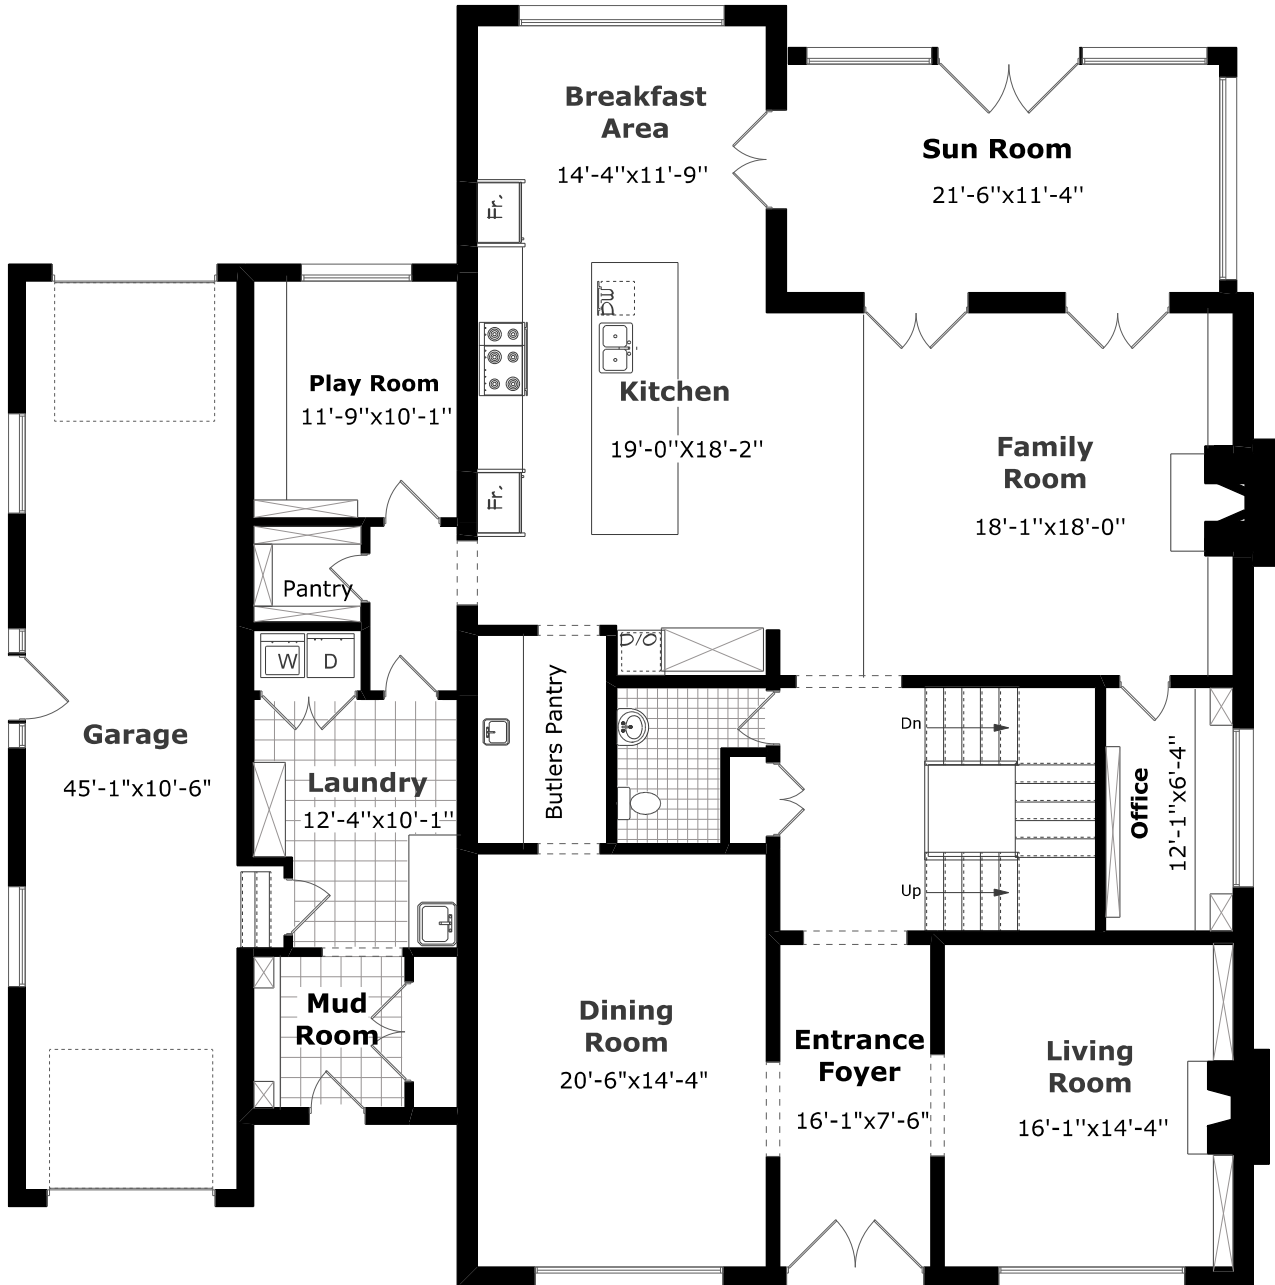 Breakfast
Area
14'-4"x11'-9"
Sun Room
21'-6"x11'-4"
Fr.
DW
Play Room
11'-9"x10'-1"
Kitchen
19'-0"X18'-2"
Family
Room
18'-1"x18'-0"
Fr.
Pantry
W
D
D/O
Butlers Pantry
Dn
Garage
45'-1"x10'-6"
Laundry
12'-4"x10'-1"
Office
12'-1"x6'-4"
Up
Mud
Room
Dining
Room
20'-6"x14'-4"
Entrance
Foyer
16'-1"x7'-6"
Living
Room
16'-1"x14'-4"